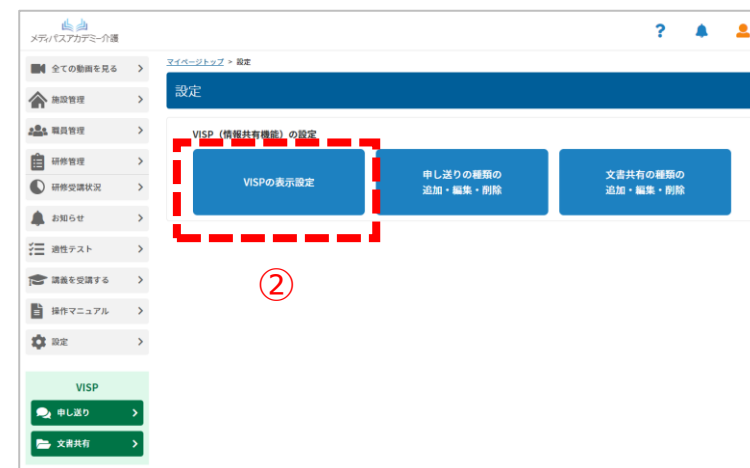 メディパスアカデミー介護
?
全ての動画を見る
施設管理
職員管理
研修管理
研修受講状況
お知らせ
適性テスト
講義を受講する
操作マニュアル
設定
VISP
申し送り
文書共有
マイページトップ > 設定
設定
VISP（情報共有機能）の設定
VISPの表示設定
申し送りの種類の
追加・編集・削除
文書共有の種類の
追加・編集・削除
②